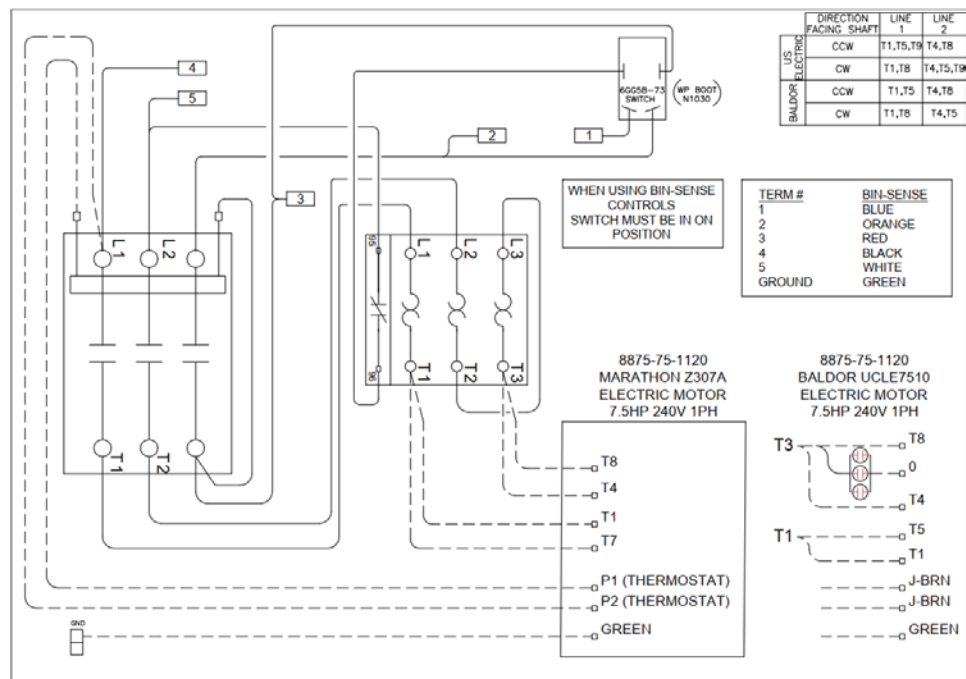 DIRECTION FACING SHAFT LINE 1 LINE 2
US ELECTRIC
CCW T1,T5,T9 T4,T8
CW T1,T8 T4,T5,T9
BALDOR
CCW T1,T5 T4,T8
CW T1,T8 T4,T5
4
5
6GG5B-73
SWITCH
(WP BOOT
N1030)
2
1
3
WHEN USING BIN-SENSE
CONTROLS
SWITCH MUST BE IN ON
POSITION
TERM # BIN-SENSE
1 BLUE
2 ORANGE
3 RED
4 BLACK
5 WHITE
GROUND GREEN
L1 L2
95 L1 L2 L3
96 T1 T2 T3
T1 T2
8875-75-1120
MARATHON Z307A
ELECTRIC MOTOR
7.5HP 240V 1PH
T8
T4
T1
T7
P1 (THERMOSTAT)
P2 (THERMOSTAT)
GREEN
8875-75-1120
BALDOR UCLE7510
ELECTRIC MOTOR
7.5HP 240V 1PH
T3 T8
0
T4
T1 T5
T1
J-BRN
J-BRN
GREEN
GND